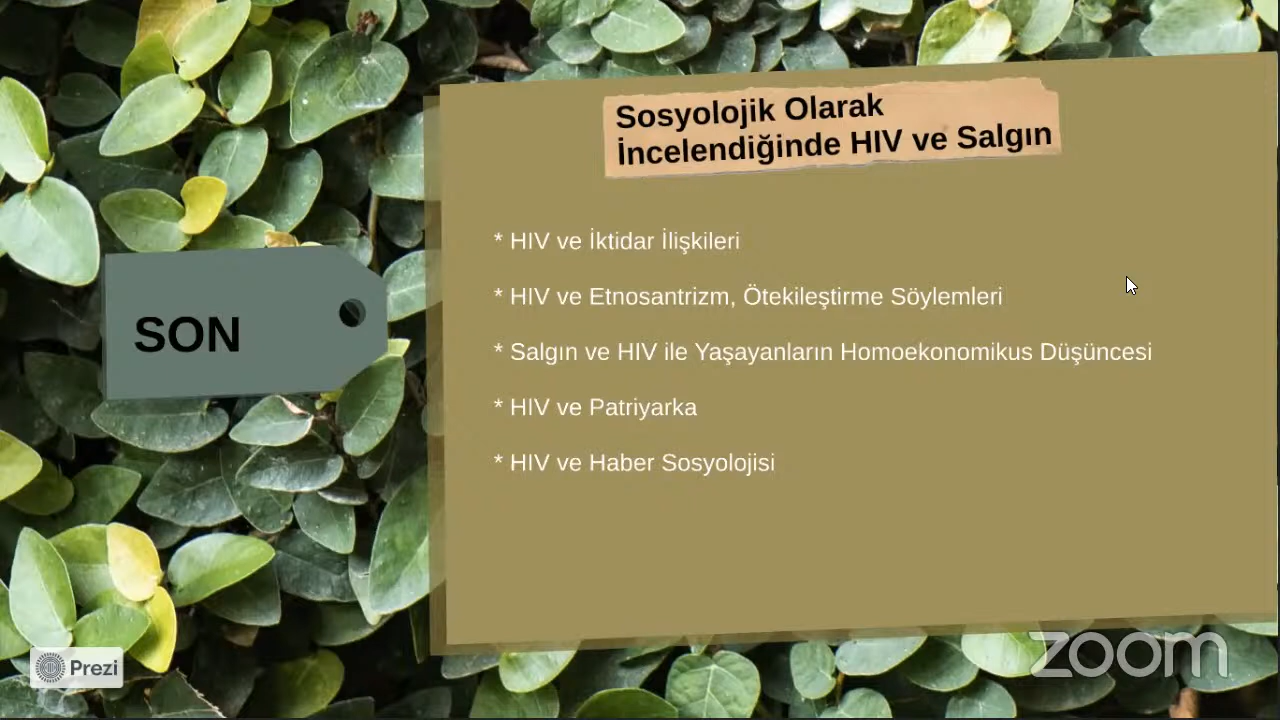 Sosyolojik Olarak
İncelendiğinde HIV ve Salgın
* HIV ve İktidar İlişkileri
* HIV ve Etnosantrizm, Ötekileştirme Söylemleri
* Salgın ve HIV ile Yaşayanların Homoekonomikus Düşüncesi
* HIV ve Patriyarka
* HIV ve Haber Sosyolojisi
SON
Prezi
zoom